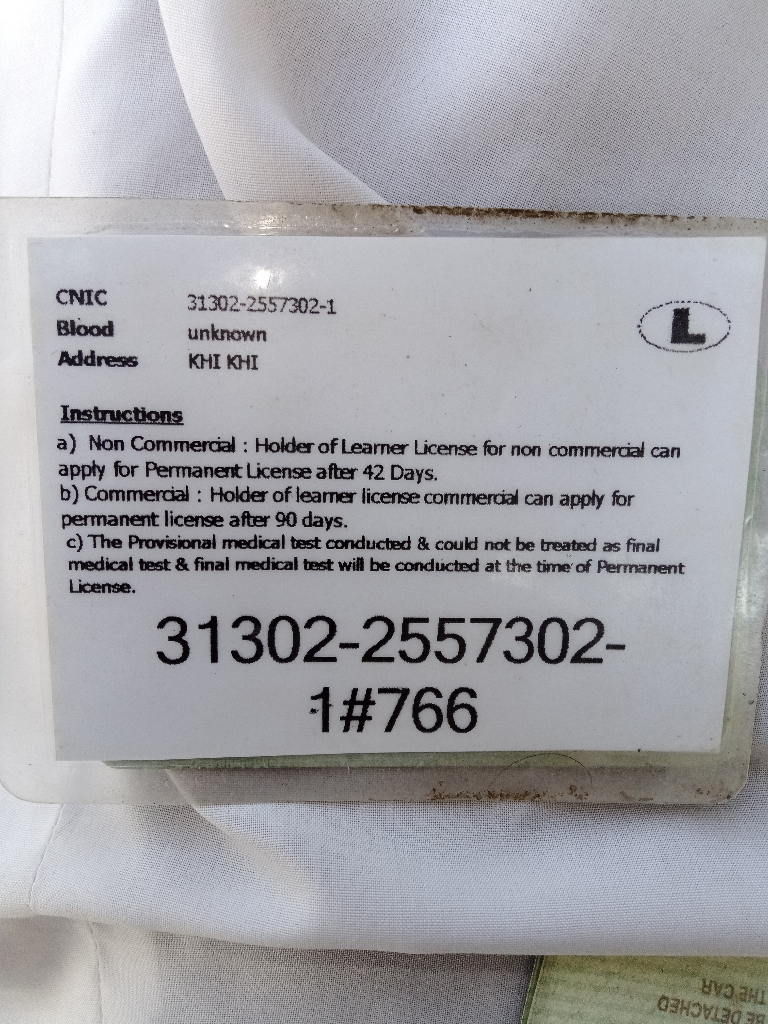 CNIC 31302-2557302-1
Blood unknown
Address KHI KHI
L
Instructions
a) Non Commercial : Holder of Learner License for non commercial can
apply for Permanent License after 42 Days.
b) Commercial : Holder of learner license commercial can apply for
permanent license after 90 days.
c) The Provisional medical test conducted & could not be treated as final
medical test & final medical test will be conducted at the time of Permanent
License.
31302-2557302-
1#766
BE DETACHED
THE CAR